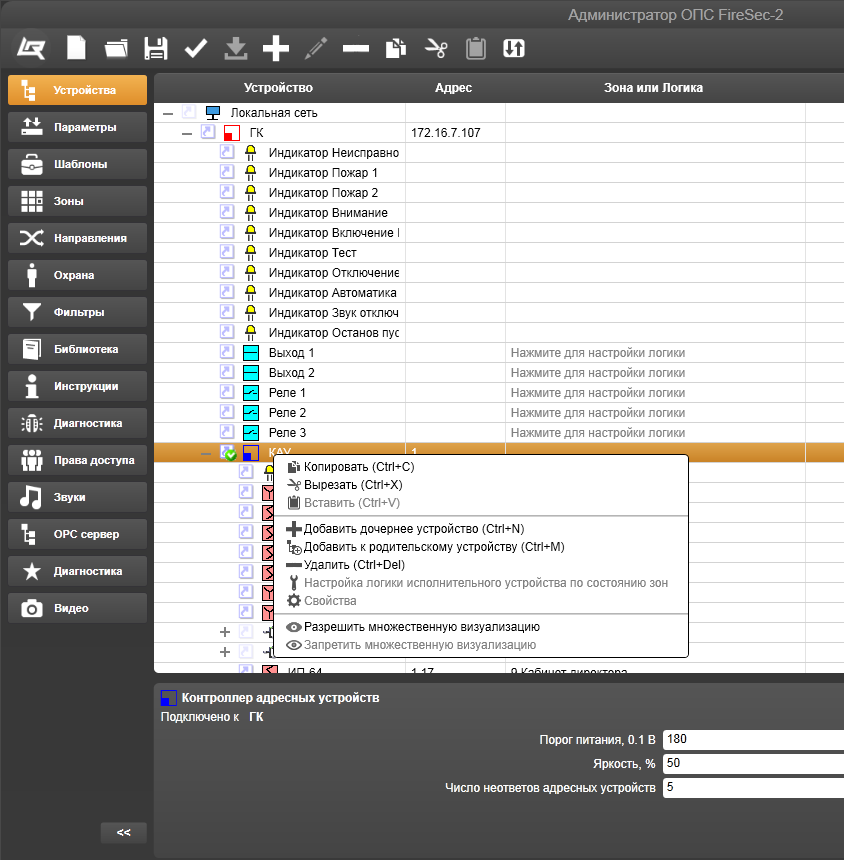 Администратор ОПС FireSec-2
Устройство Адрес Зона или Логика
Устройства
Параметры
Шаблоны
Зоны
Направления
Охрана
Фильтры
Библиотека
Инструкции
Диагностика
Права доступа
Звуки
OPC сервер
Диагностика
Видео
<<
Локальная сеть
ГК 172.16.7.107
Индикатор Неисправно
Индикатор Пожар 1
Индикатор Пожар 2
Индикатор Внимание
Индикатор Включение
Индикатор Тест
Индикатор Отключение
Индикатор Автоматика
Индикатор Звук отключ
Индикатор Останов пус
Выход 1 Нажмите для настройки логики
Выход 2 Нажмите для настройки логики
Реле 1 Нажмите для настройки логики
Реле 2 Нажмите для настройки логики
Реле 3 Нажмите для настройки логики
КАУ 1
Копировать (Ctrl+C)
Вырезать (Ctrl+X)
Вставить (Ctrl+V)
Добавить дочернее устройство (Ctrl+N)
Добавить к родительскому устройству (Ctrl+M)
Удалить (Ctrl+Del)
Настройка логики исполнительного устройства по состоянию зон
Свойства
Разрешить множественную визуализацию
Запретить множественную визуализацию
ИП-64 1.17 9.Кабинет директора
Контроллер адресных устройств
Подключено к ГК
Порог питания, 0.1 В 180
Яркость, % 50
Число неответов адресных устройств 5